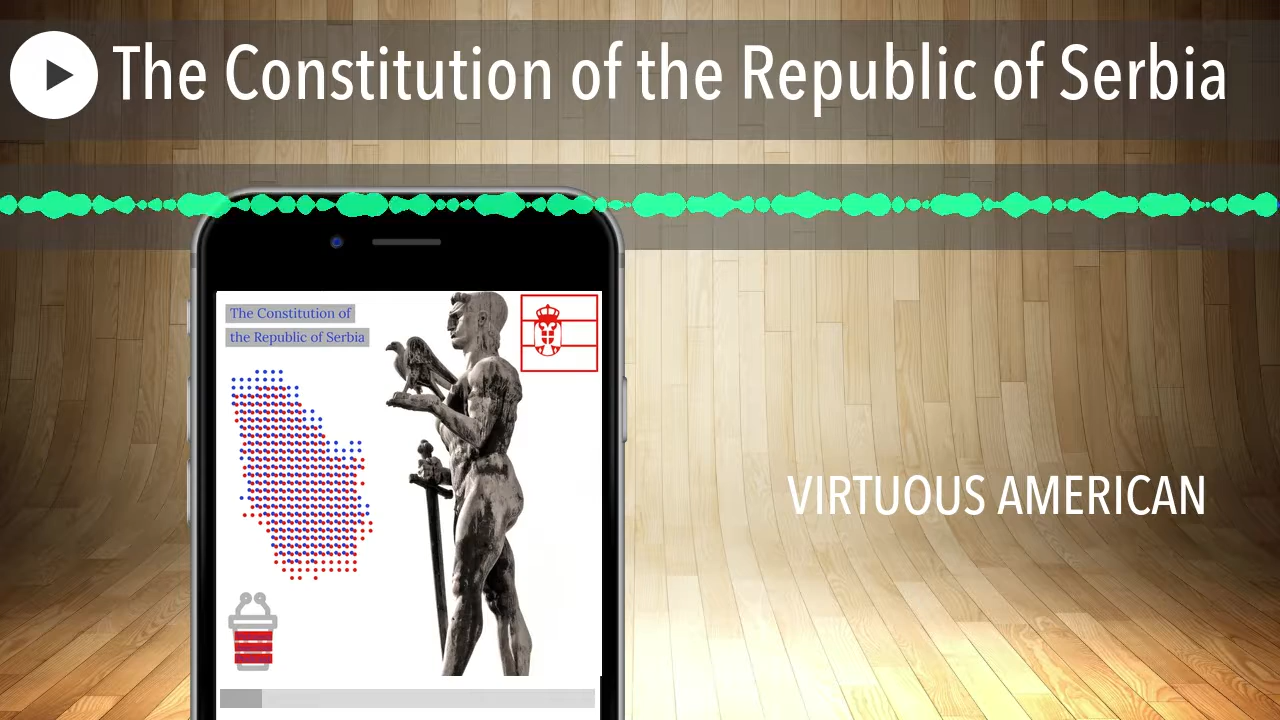 The Constitution of the Republic of Serbia
The Constitution of
the Republic of Serbia
VIRTUOUS AMERICAN